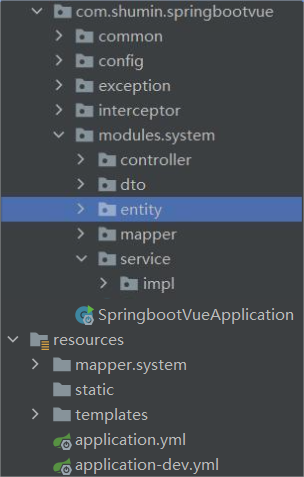 com.shumin.springbootvue
common
config
exception
interceptor
modules.system
controller
dto
entity
mapper
service
impl
SpringbootVueApplication
resources
mapper.system
static
templates
application.yml
application-dev.yml